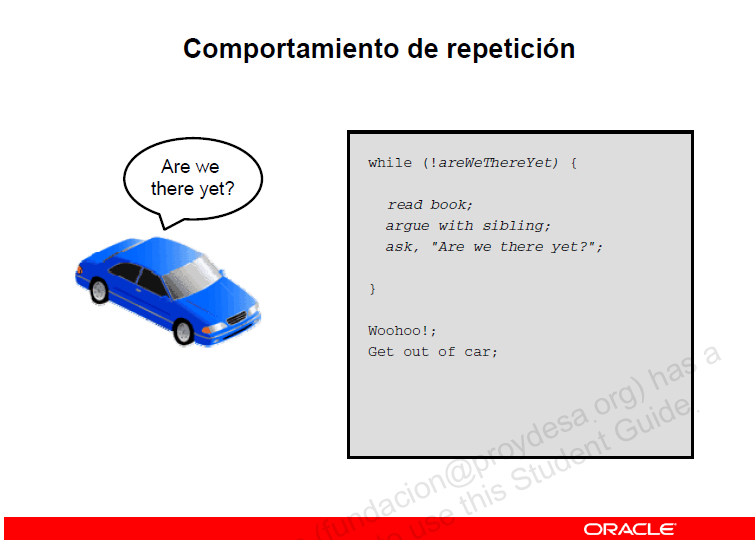 Comportamiento de repetición
Are we
there yet?
while (!areWeThereYet) {
read book;
argue with sibling;
ask, "Are we there yet?";
}
Woohoo!;
Get out of car;
(fundacion@proydesa.org) has a
to use this Student Guide.
ORACLE